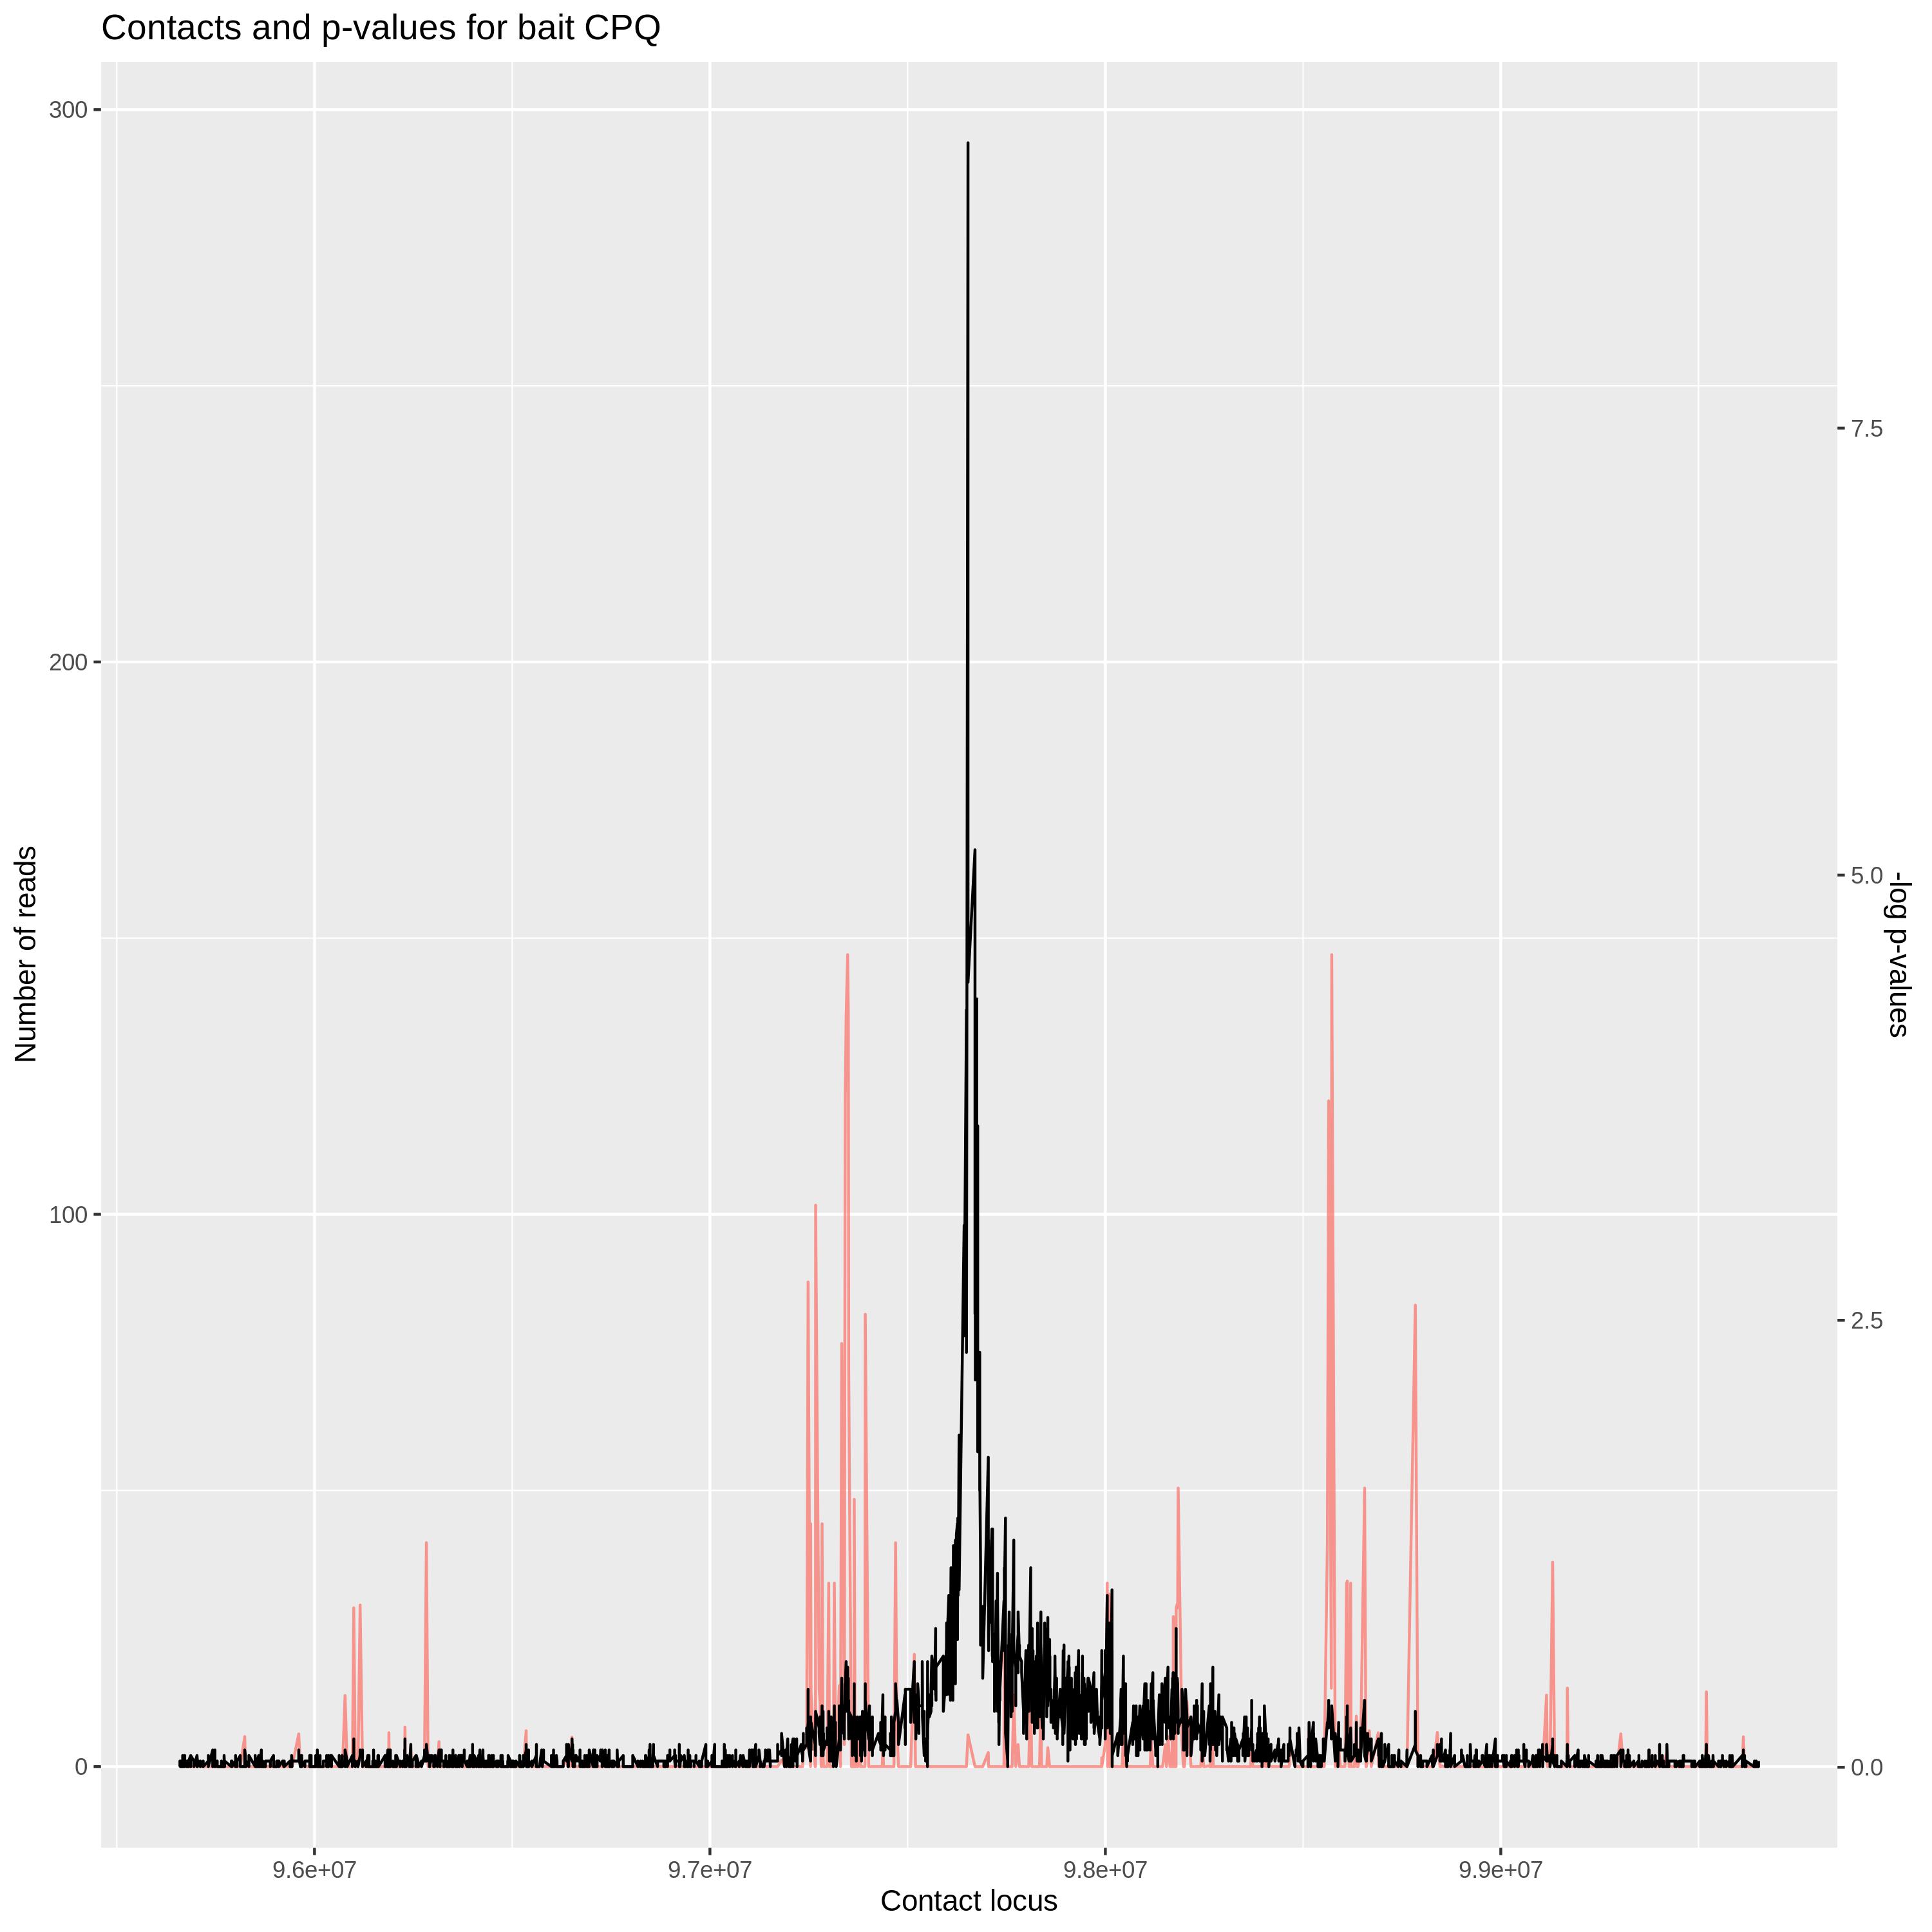 Contacts and p-values for bait CPQ
300
200
100
0
Number of reads
7.5
5.0
2.5
0.0
-log p-values
9.6e+07
9.7e+07
9.8e+07
9.9e+07
Contact locus